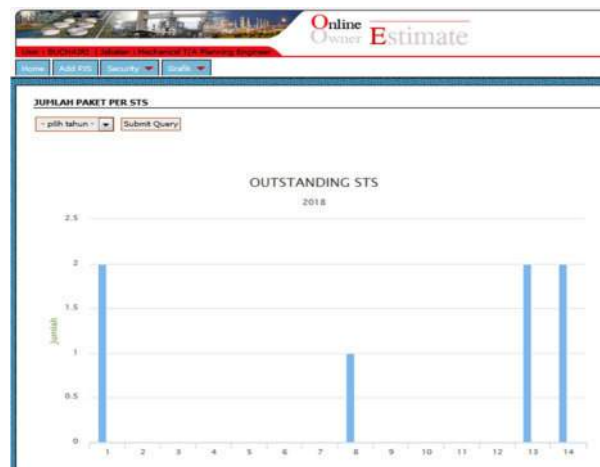 Online
Owner Estimate
User : BUCHAIRI | Jabatan : Mechanical T/A Planning Engineer
Home Add PJS Security Grafik
JUMLAH PAKET PER STS
- pilih tahun - Submit Query
OUTSTANDING STS
2018
2.5
2
1.5
1
0.5
0
Jumlah
1 2 3 4 5 6 7 8 9 10 11 12 13 14